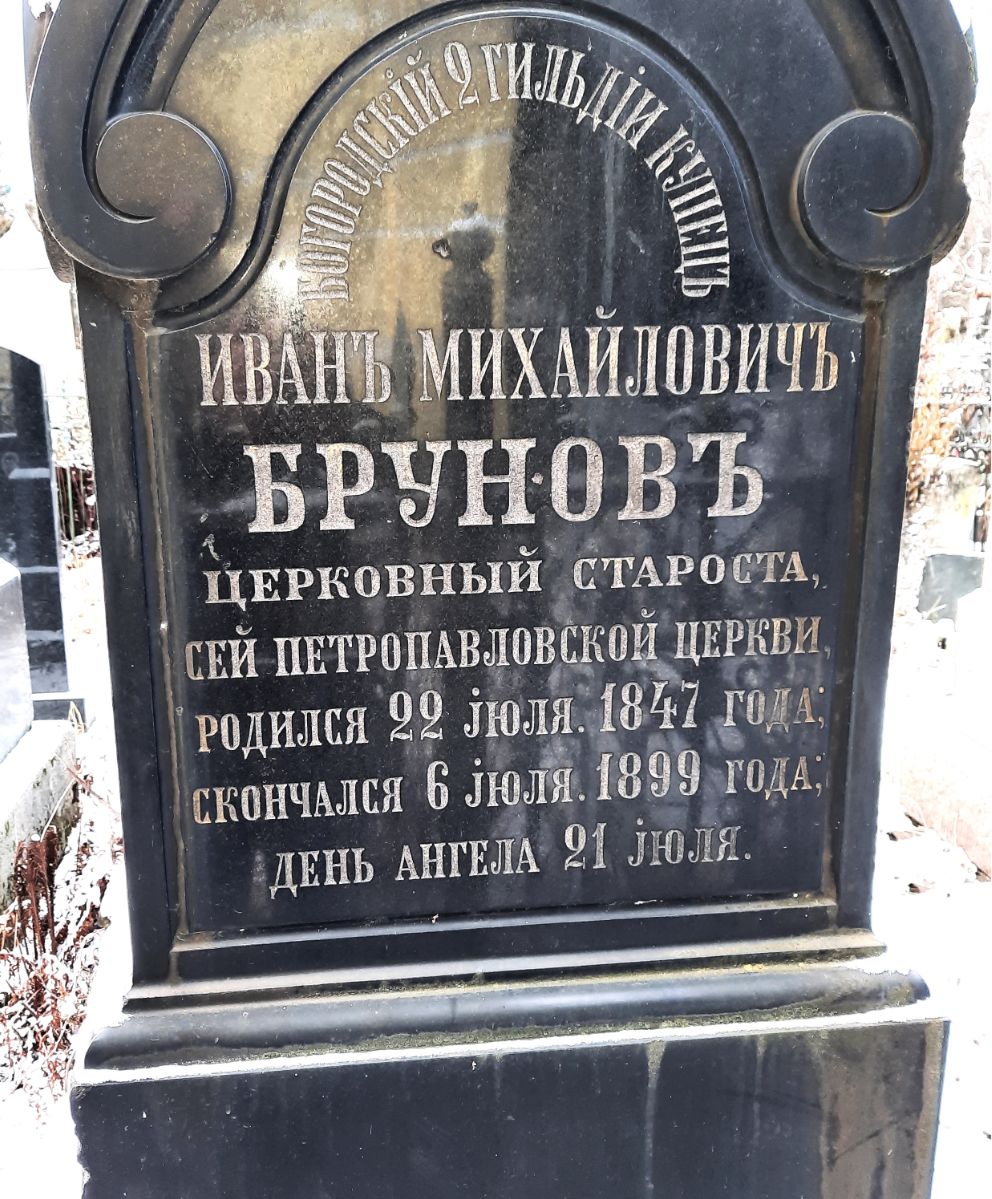 БОГОРОДСКІЙ 2 ГИЛЬДІИ КУПЕЦЪ
ИВАНЪ МИХАЙЛОВИЧЪ
БРУНОВЪ
ЦЕРКОВНЫЙ СТАРОСТА,
СЕЙ ПЕТРОПАВЛОВСКОЙ ЦЕРКВИ,
РОДИЛСЯ 22 ІЮЛЯ. 1847 ГОДА;
СКОНЧАЛСЯ 6 ІЮЛЯ. 1899 ГОДА;
ДЕНЬ АНГЕЛА 21 ІЮЛЯ.